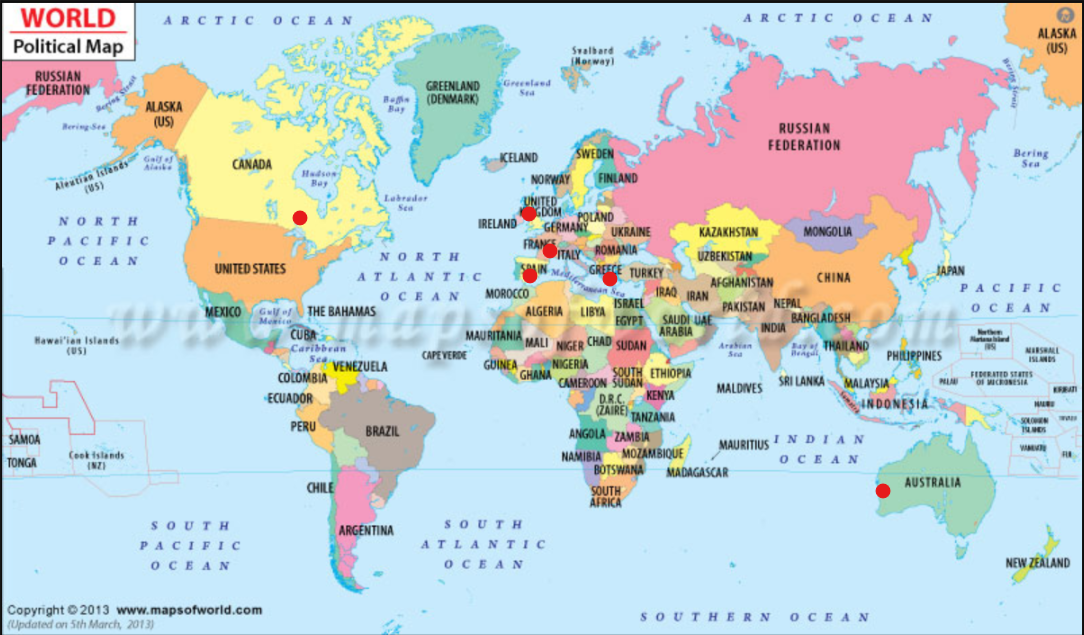 WORLD
Political Map
ARCTIC OCEAN
ARCTIC OCEAN
ALASKA
(US)
RUSSIAN
FEDERATION
Bering Strait
ALASKA
(US)
Bering-Sea
Gulf of
Alaska
Aleutian Islands
(US)
CANADA
Hudson
Bay
Baffin
Bay
GREENLAND
(DENMARK)
Greenland
Sea
Svalbard
(Norway)
Labrador
Sea
ICELAND
NORWAY
SWEDEN
FINLAND
RUSSIAN
FEDERATION
Bering Strait
Bering
Sea
UNITED
KINGDOM
IRELAND
POLAND
GERMANY
UKRAINE
FRANCE
ITALY
ROMANIA
SPAIN
GREECE
TURKEY
Mediterranean Sea
KAZAKHSTAN
UZBEKISTAN
MONGOLIA
CHINA
JAPAN
AFGHANISTAN
IRAQ
IRAN
PAKISTAN
NEPAL
BANGLADESH
INDIA
NORTH
PACIFIC
OCEAN
UNITED STATES
NORTH
ATLANTIC
OCEAN
PACIFIC
OCEAN
MEXICO
Gulf of
Mexico
THE BAHAMAS
CUBA
Caribbean
Sea
Hawai'ian Islands
(US)
MOROCCO
ALGERIA
LIBYA
ISRAEL
EGYPT
SAUDI
ARABIA
UAE
MAURITANIA
MALI
NIGER
CHAD
SUDAN
CAPE VERDE
GUINEA
GHANA
NIGERIA
CAMEROON
SOUTH
SUDAN
ETHIOPIA
KENYA
D.R.C.
(ZAIRE)
TANZANIA
ANGOLA
ZAMBIA
MOZAMBIQUE
NAMIBIA
BOTSWANA
SOUTH
AFRICA
MADAGASCAR
MAURITIUS
Arabian
Sea
Bay of
Bengal
MALDIVES
SRI LANKA
THAILAND
PHILIPPINES
MALAYSIA
Sumatra
INDONESIA
Northern
Mariana Island
(US)
MARSHALL
ISLANDS
PALAU
FEDERATED STATES
OF MICRONESIA
KIRIBATI
NAURU
SOLOMON
ISLANDS
VANUATU
VENEZUELA
COLOMBIA
ECUADOR
PERU
BRAZIL
CHILE
ARGENTINA
SAMOA
TONGA
Cook Islands
(NZ)
INDIAN
OCEAN
AUSTRALIA
NEW ZEALAND
SOUTH
PACIFIC
OCEAN
SOUTH
ATLANTIC
OCEAN
SOUTHERN OCEAN
Copyright © 2013 www.mapsofworld.com
(Updated on 5th March, 2013)